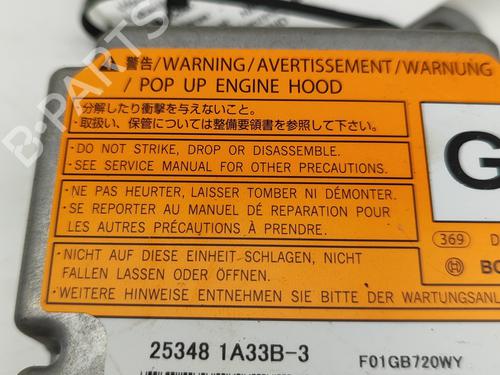 警告/WARNING/AVERTISSEMENT/WARNUNG
/ POP UP ENGINE HOOD
・分解したり衝撃を与えないこと。
・取扱い、保管については整備要領書を参照して下さい。
・DO NOT STRIKE, DROP OR DISASSEMBLE.
・SEE SERVICE MANUAL FOR OTHER PRECAUTIONS.
・NE PAS HEURTER, LAISSER TOMBER NI DÉMONTER.
・SE REPORTER AU MANUEL DÉ RÉPARATION POUR
LES AUTRES PRÉCAUTIONS À PRENDRE.
・NICHT AUF DIESE EINHEIT SCHLAGEN, NICHT
FALLEN LASSEN ODER ÖFFNEN.
・WEITERE HINWEISE ENTNEHMEN SIE BITTE DER WARTUNGSANL
G
369
25348 1A33B-3
F01GB720WY
B-PARTS